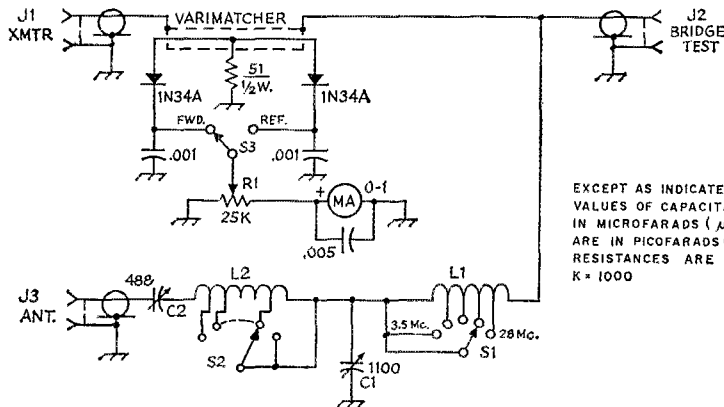 J1
XMTR
VARIMATCHER
J2
BRIDGE
TEST
51
1/2 W.
1N34A
1N34A
FWD.
REF.
S3
.001
.001
R1
25K
+
MA
0-1
.005
EXCEPT AS INDICATE
VALUES OF CAPACIT
IN MICROFARADS (μ
ARE IN PICOFARADS
RESISTANCES ARE
K = 1000
J3
ANT.
488
C2
L2
S2
1100
C1
L1
3.5 Mc.
28 Mc.
S1